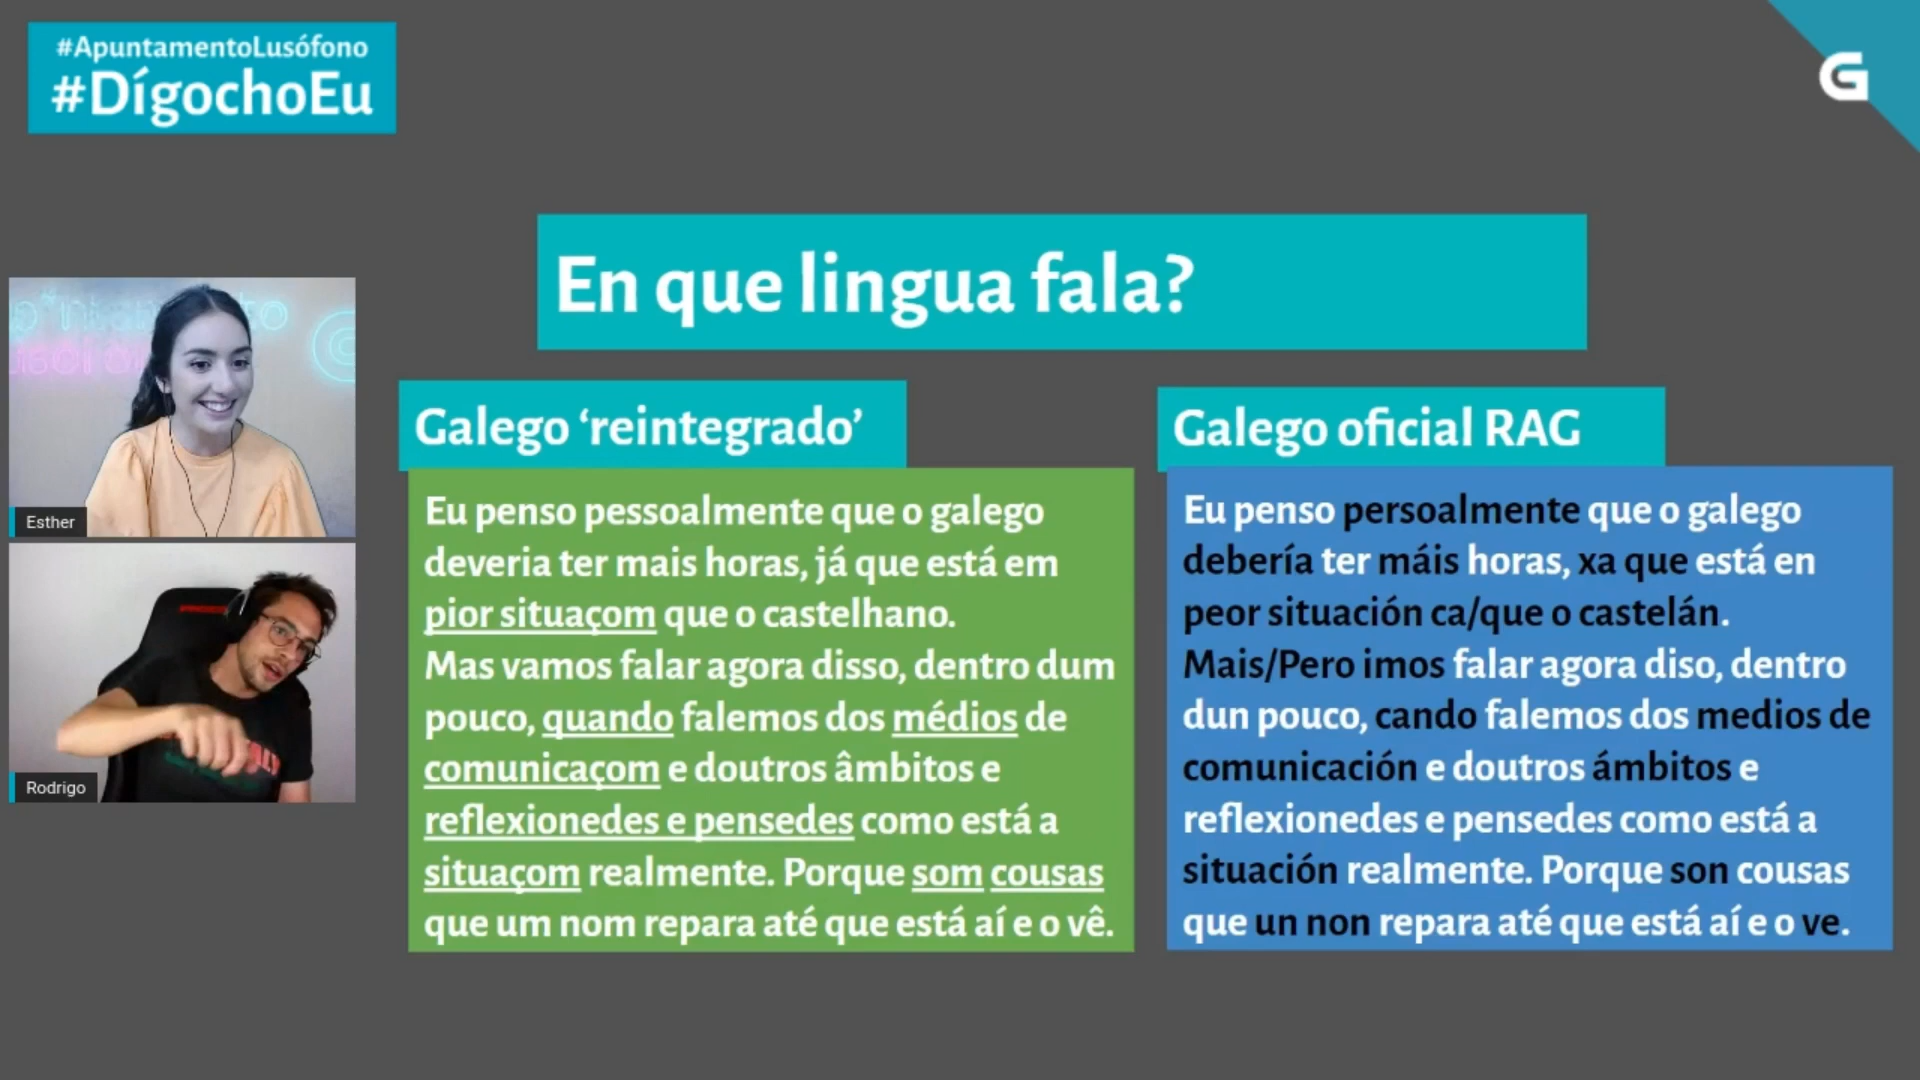 #ApuntamentoLusófono
#DígochoEu
G
En que lingua fala?
Esther
Rodrigo
Galego ‘reintegrado’
Eu penso pessoalmente que o galego
deveria ter mais horas, já que está em
pior situaçom que o castelhano.
Mas vamos falar agora disso, dentro dum
pouco, quando falemos dos médios de
comunicaçom e doutros âmbitos e
reflexionedes e pensedes como está a
situaçom realmente. Porque som cousas
que um nom repara até que está aí e o vê.
Galego oficial RAG
Eu penso persoalmente que o galego
debería ter máis horas, xa que está en
peor situación ca/que o castelán.
Mais/Pero imos falar agora diso, dentro
dun pouco, cando falemos dos medios de
comunicación e doutros ámbitos e
reflexionedes e pensedes como está a
situación realmente. Porque son cousas
que un non repara até que está aí e o ve.